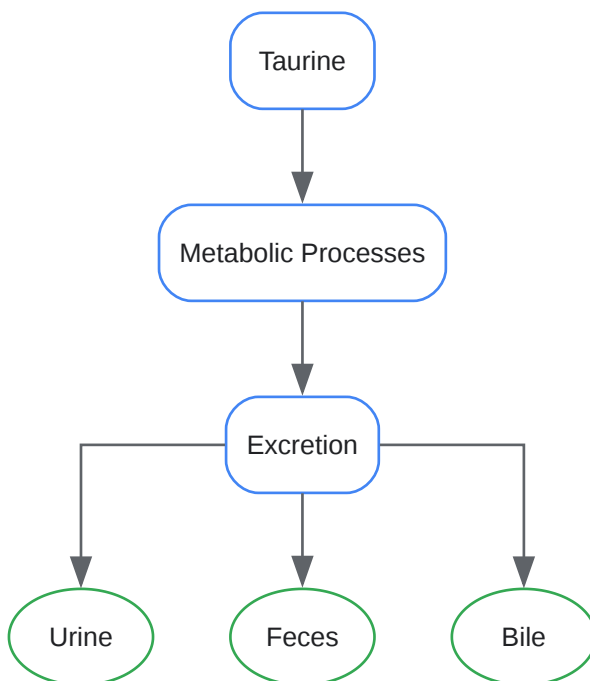 Taurine
Metabolic Processes
Excretion
Urine
Feces
Bile